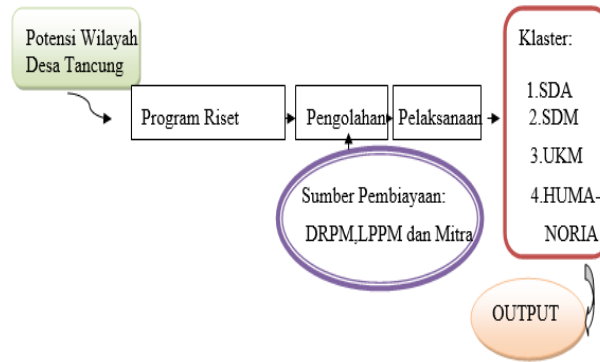 Potensi Wilayah
Desa Tancung
Program Riset
Pengolahan
Pelaksanaan
Sumber Pembiayaan:
DRPM,LPPM dan Mitra
Klaster:
1.SDA
2.SDM
3.UKM
4.HUMA-
NORIA
OUTPUT